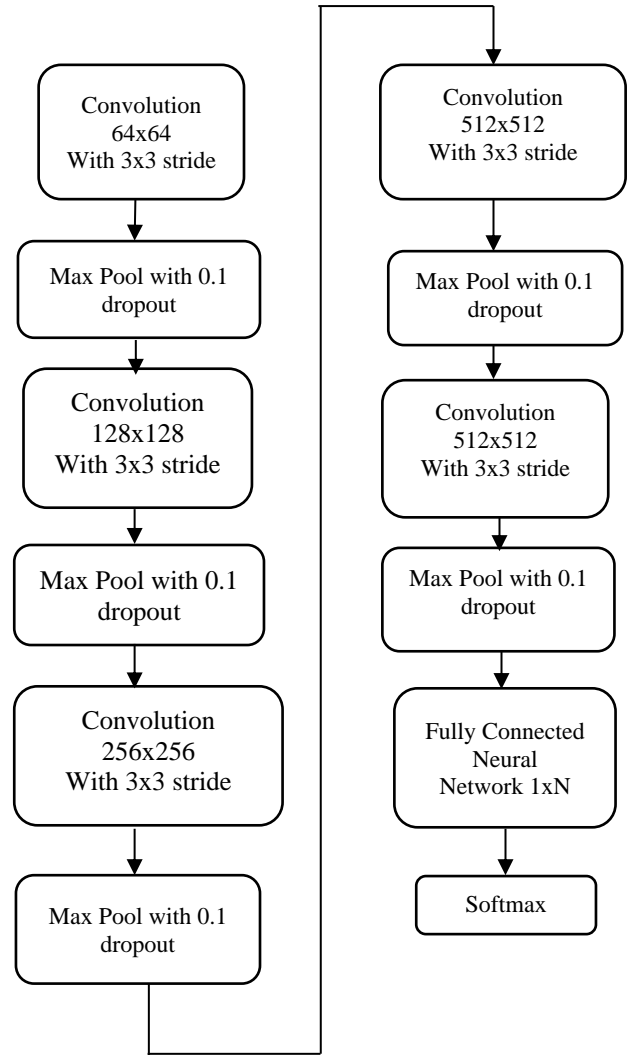 Convolution
64x64
With 3x3 stride
Max Pool with 0.1
dropout
Convolution
128x128
With 3x3 stride
Max Pool with 0.1
dropout
Convolution
256x256
With 3x3 stride
Max Pool with 0.1
dropout
Convolution
512x512
With 3x3 stride
Max Pool with 0.1
dropout
Convolution
512x512
With 3x3 stride
Max Pool with 0.1
dropout
Fully Connected
Neural
Network 1xN
Softmax